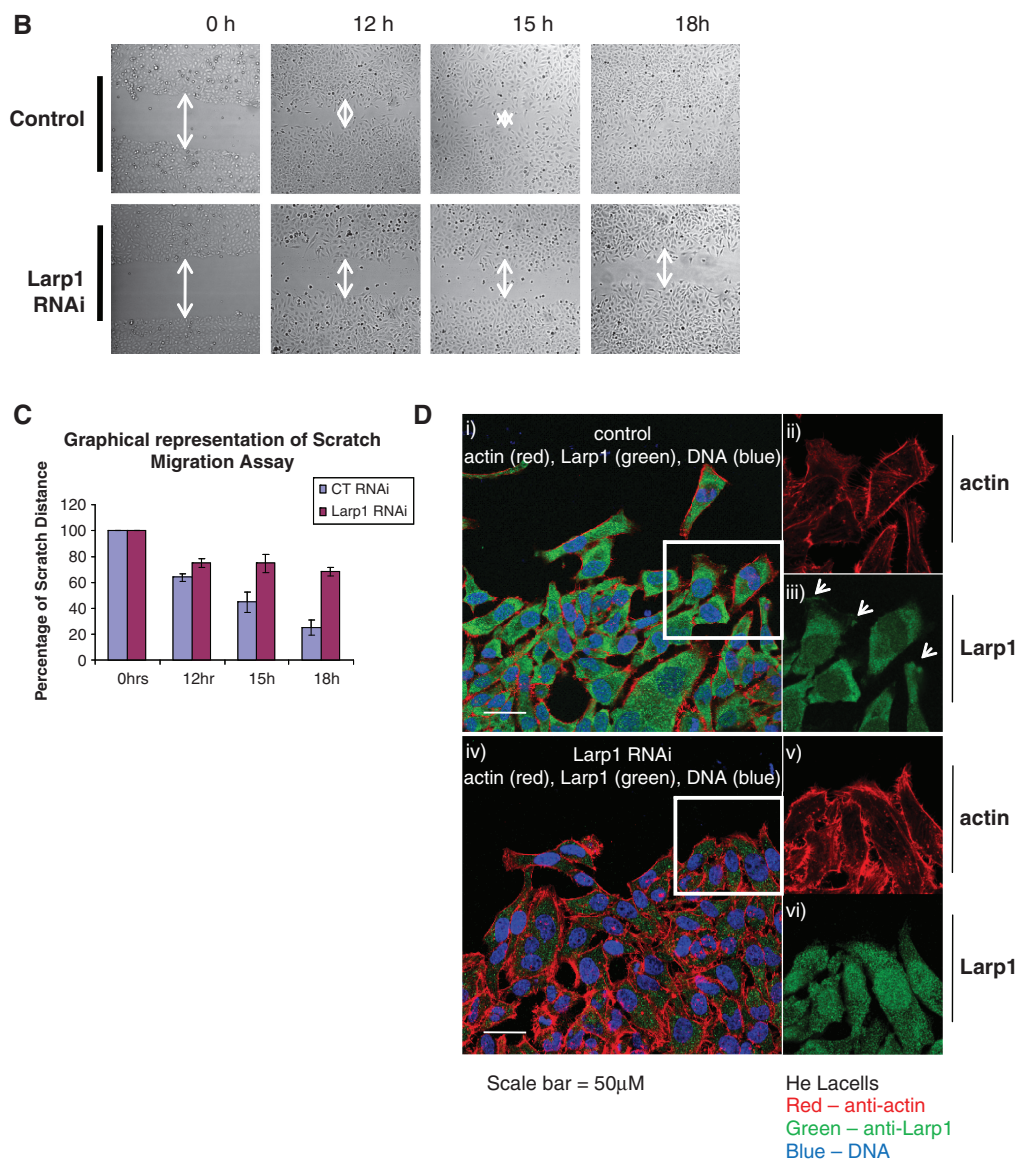 B
0 h 12 h 15 h 18h
Control
Larp1
RNAi
C
Graphical representation of Scratch
Migration Assay
CT RNAi
Larp1 RNAi
Percentage of Scratch Distance
120
100
80
60
40
20
0
0hrs 12hr 15h 18h
D
i)
control
actin (red), Larp1 (green), DNA (blue)
ii)
actin
iii)
Larp1
iv)
Larp1 RNAi
actin (red), Larp1 (green), DNA (blue)
v)
actin
vi)
Larp1
Scale bar = 50μM
He Lacells
Red – anti-actin
Green – anti-Larp1
Blue – DNA